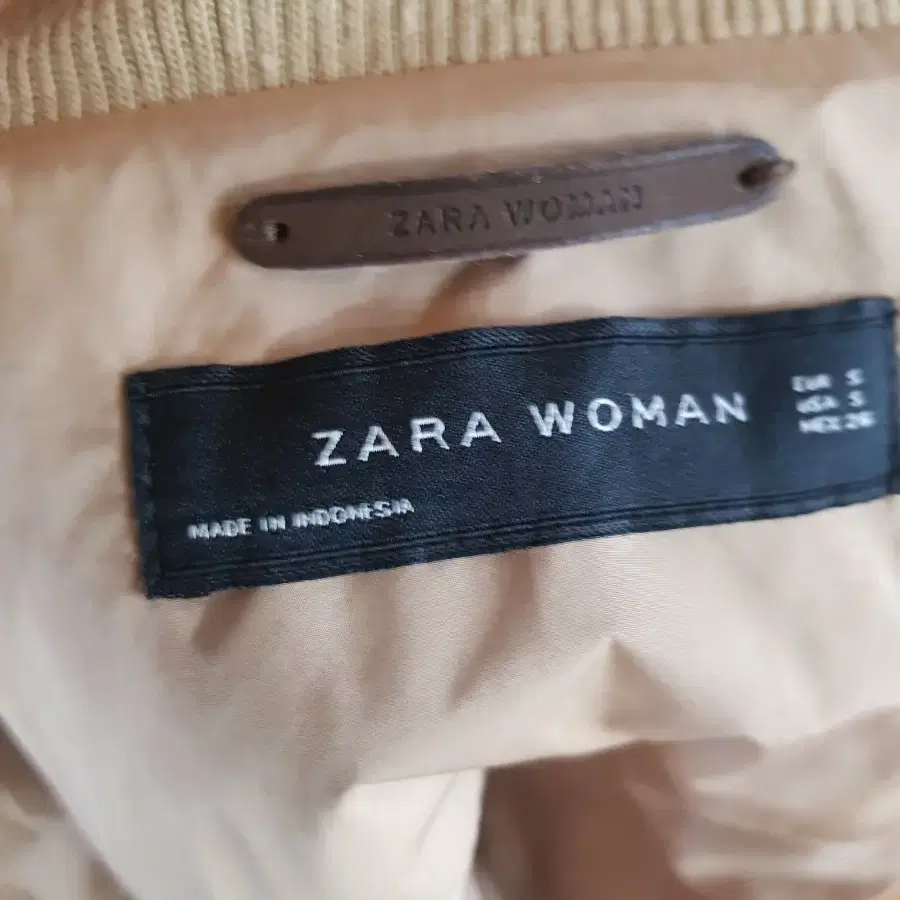 ZARA WOMAN
ZARA WOMAN
EUR S
USA S
MEX 26
MADE IN INDONESIA